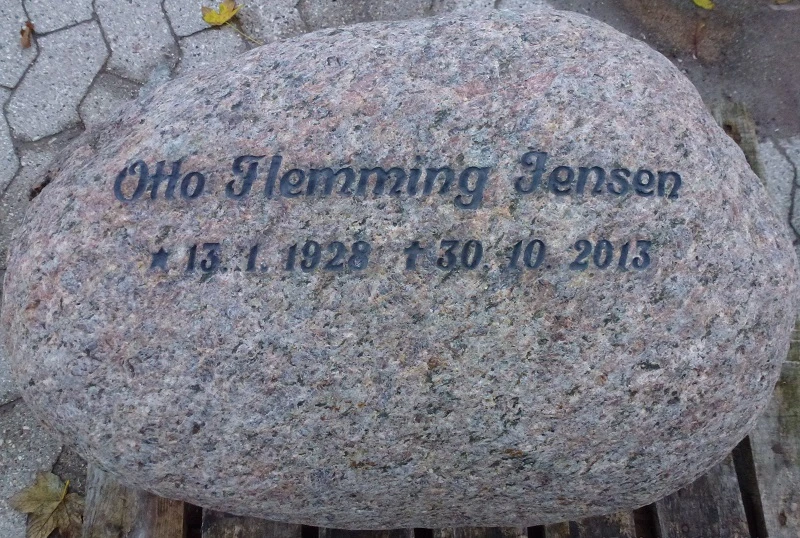 Otto Flemming Jensen
★ 13. 1. 1928 ✝ 30. 10. 2013